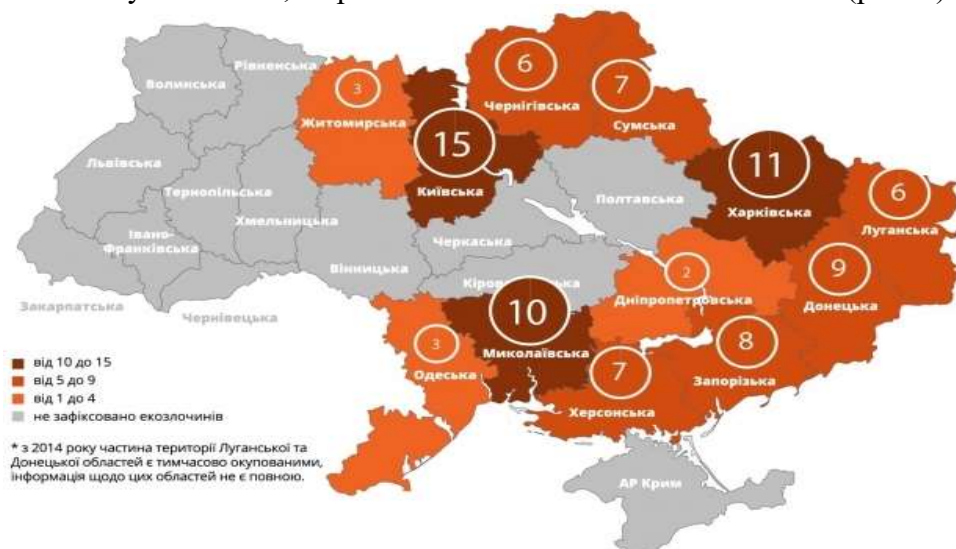 Волинська
Рівненська
3
Житомирська
6
Чернігівська
7
Сумська
15
Київська
Львівська
Тернопільська
Хмельницька
Івано-
Франківська
Закарпатська
Чернівецька
Вінницька
Черкаська
Полтавська
11
Харківська
6
Луганська
9
Донецька
2
Дніпропетровська
10
Миколаївська
3
Одеська
7
Херсонська
8
Запорізька
АР Крим
від 10 до 15
від 5 до 9
від 1 до 4
не зафіксовано екозлочинів
* з 2014 року частина території Луганської та
Донецької областей є тимчасово окупованими,
інформація щодо цих областей не є повною.